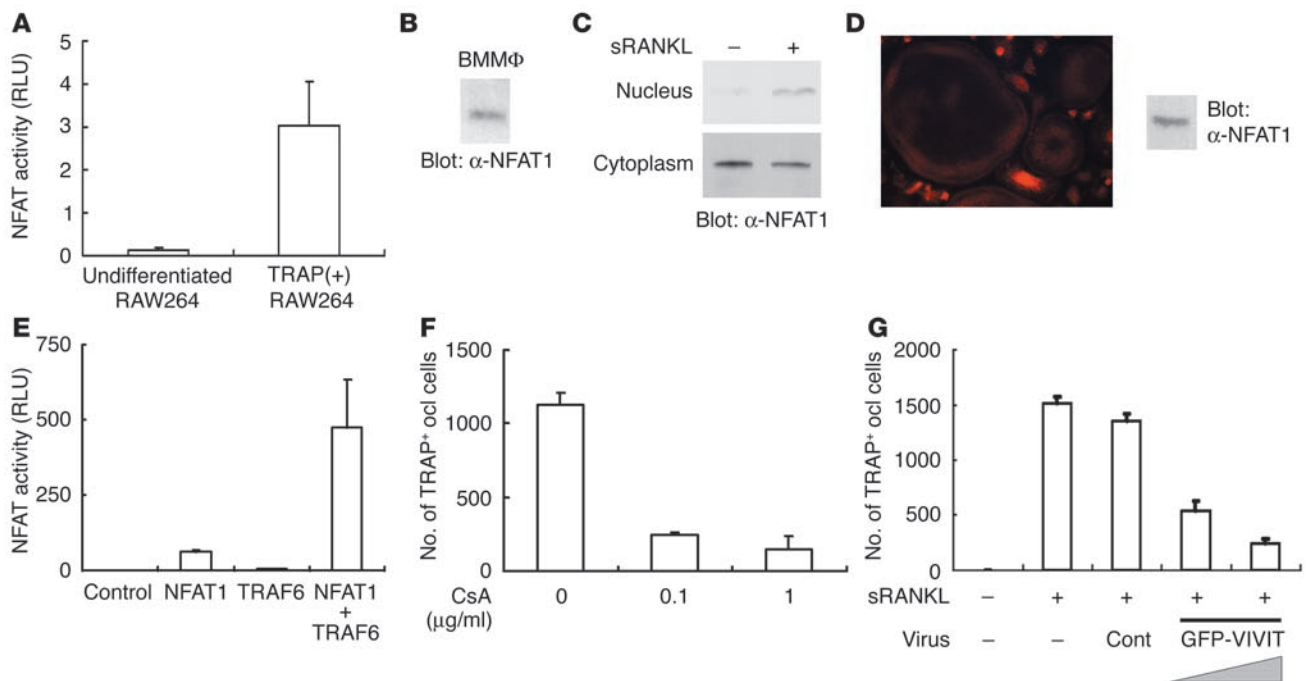 A
NFAT activity (RLU)
5
4
3
2
1
0
Undifferentiated
RAW264
TRAP(+)
RAW264
B
BMMΦ
Blot: α-NFAT1
C
sRANKL – +
Nucleus
Cytoplasm
Blot: α-NFAT1
D
Blot:
α-NFAT1
E
NFAT activity (RLU)
750
500
250
0
Control NFAT1 TRAF6 NFAT1
+
TRAF6
F
No. of TRAP⁺ ocl cells
1500
1000
500
0
CsA 0 0.1 1
(μg/ml)
G
No. of TRAP⁺ ocl cells
2000
1500
1000
500
0
sRANKL – + + + +
Virus – – Cont GFP-VIVIT